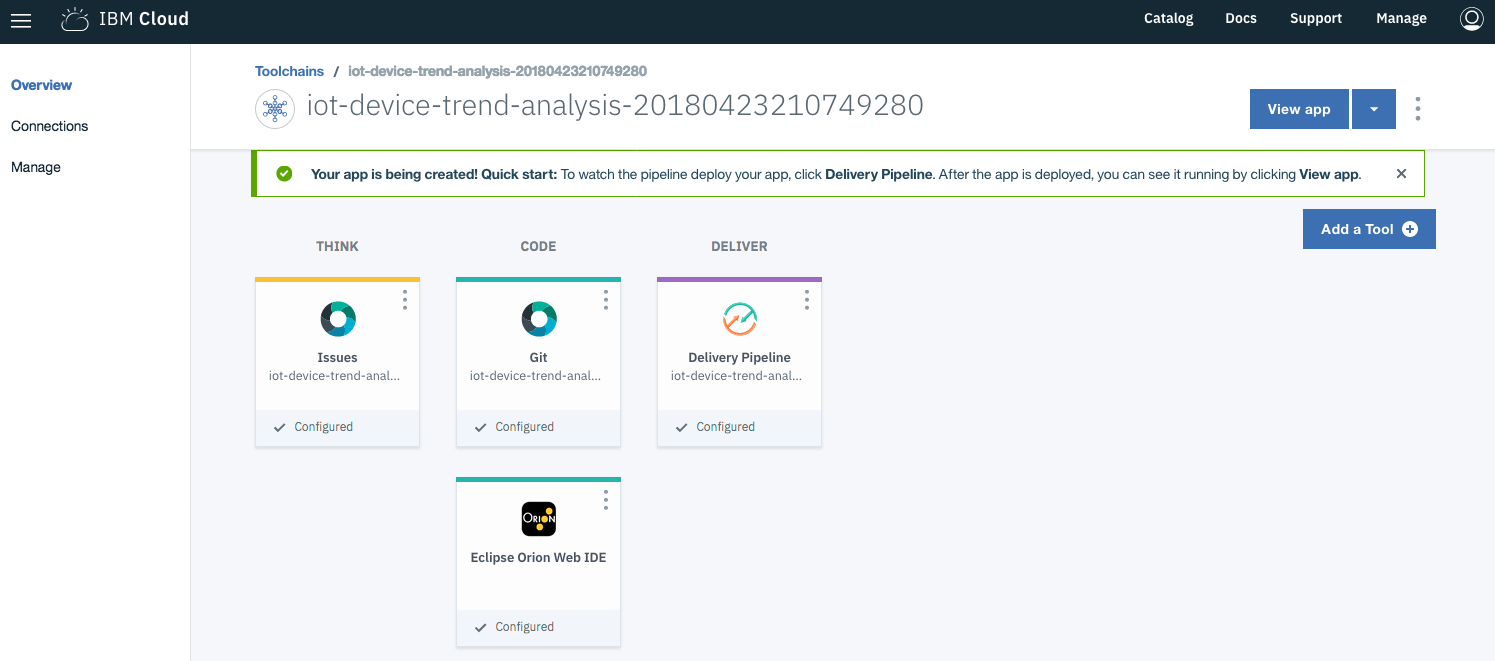 IBM Cloud
Catalog Docs Support Manage
Overview
Connections
Manage
Toolchains / iot-device-trend-analysis-20180423210749280
iot-device-trend-analysis-20180423210749280
View app
Your app is being created! Quick start: To watch the pipeline deploy your app, click Delivery Pipeline. After the app is deployed, you can see it running by clicking View app.
Add a Tool
THINK CODE DELIVER
Issues
iot-device-trend-anal...
Configured
Git
iot-device-trend-anal...
Configured
Delivery Pipeline
iot-device-trend-anal...
Configured
ORION
Eclipse Orion Web IDE
Configured